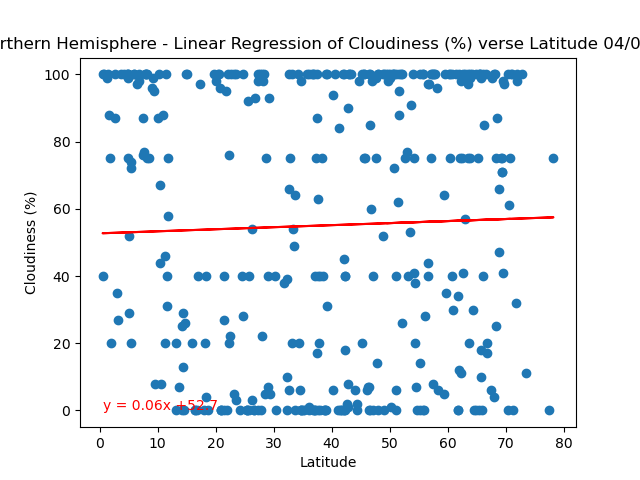 rthern Hemisphere - Linear Regression of Cloudiness (%) verse Latitude 04/0
100
80
60
40
20
0
Cloudiness (%)
y = 0.06x +52.7
0 10 20 30 40 50 60 70 80
Latitude